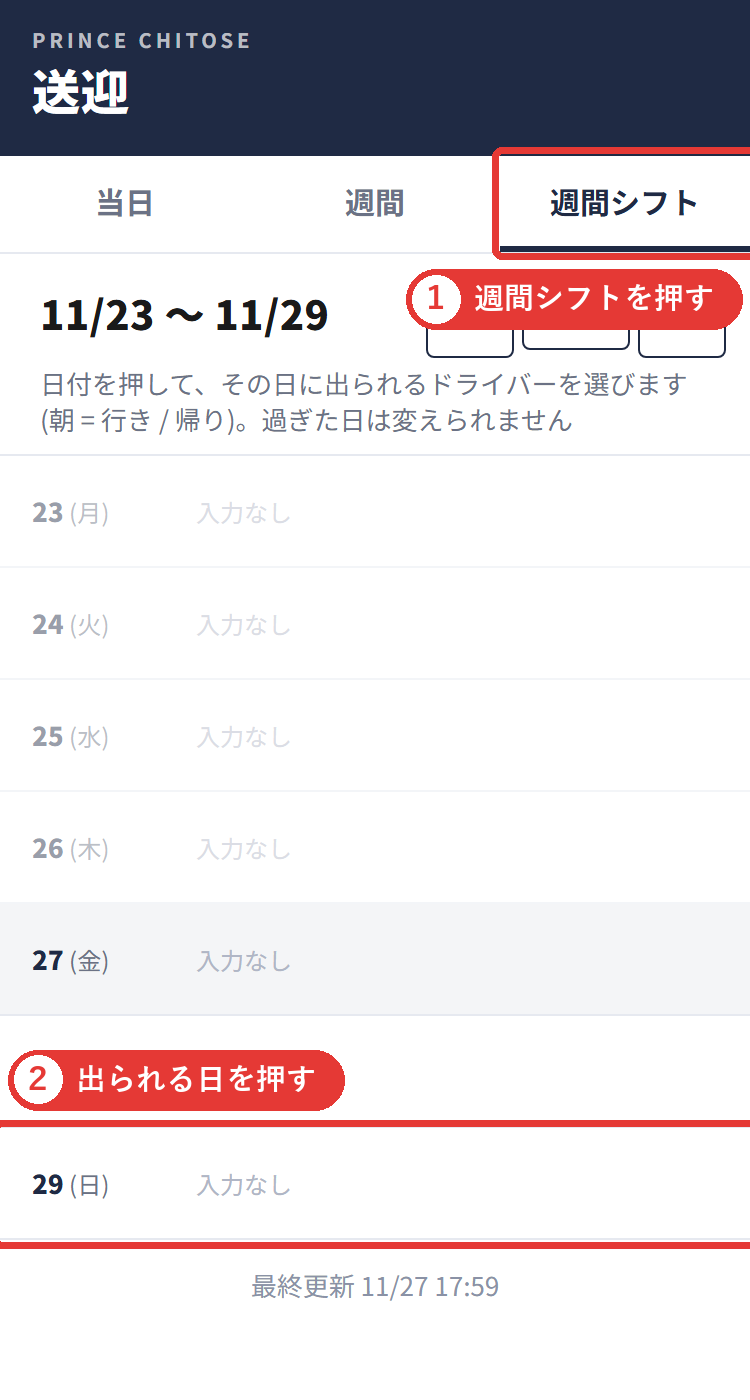 PRINCE CHITOSE
送迎
当日
週間
週間シフト
11/23 〜 11/29
1 週間シフトを押す
日付を押して、その日に出られるドライバーを選びます
(朝 = 行き / 帰り)。過ぎた日は変えられません
23 (月) 入力なし
24 (火) 入力なし
25 (水) 入力なし
26 (木) 入力なし
27 (金) 入力なし
2 出られる日を押す
29 (日) 入力なし
最終更新 11/27 17:59